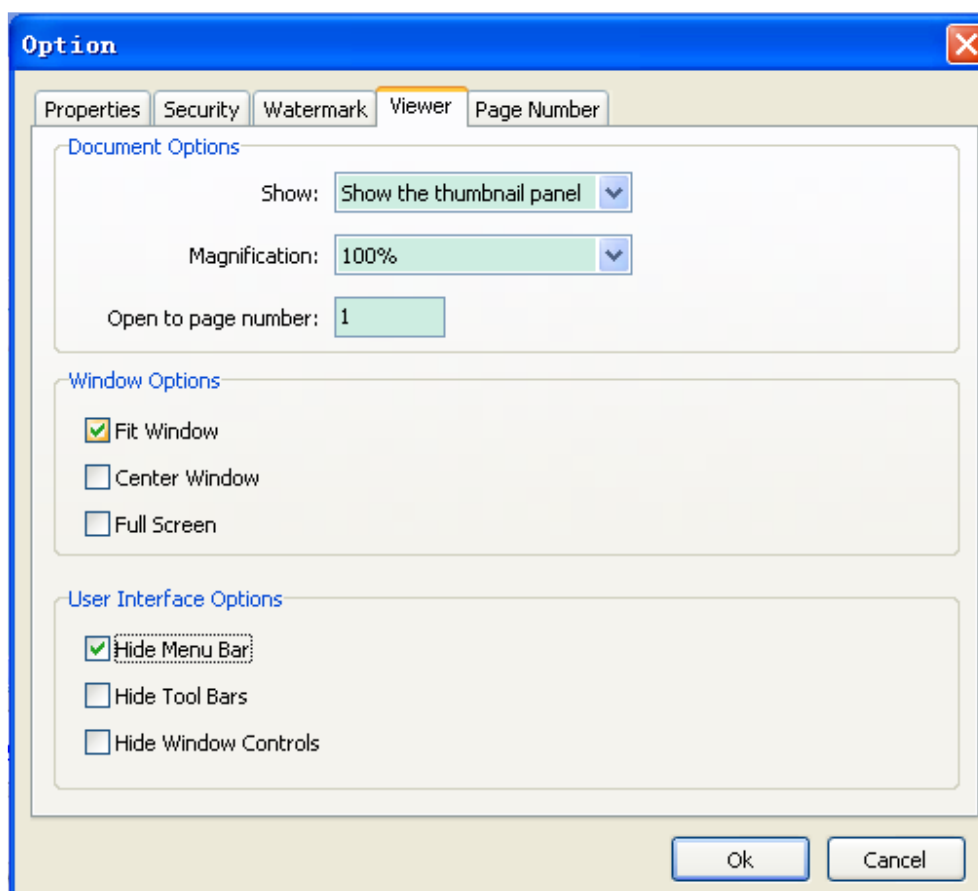 Option
Properties Security Watermark Viewer Page Number
Document Options
Show: Show the thumbnail panel
Magnification: 100%
Open to page number: 1
Window Options
Fit Window
Center Window
Full Screen
User Interface Options
Hide Menu Bar
Hide Tool Bars
Hide Window Controls
Ok Cancel